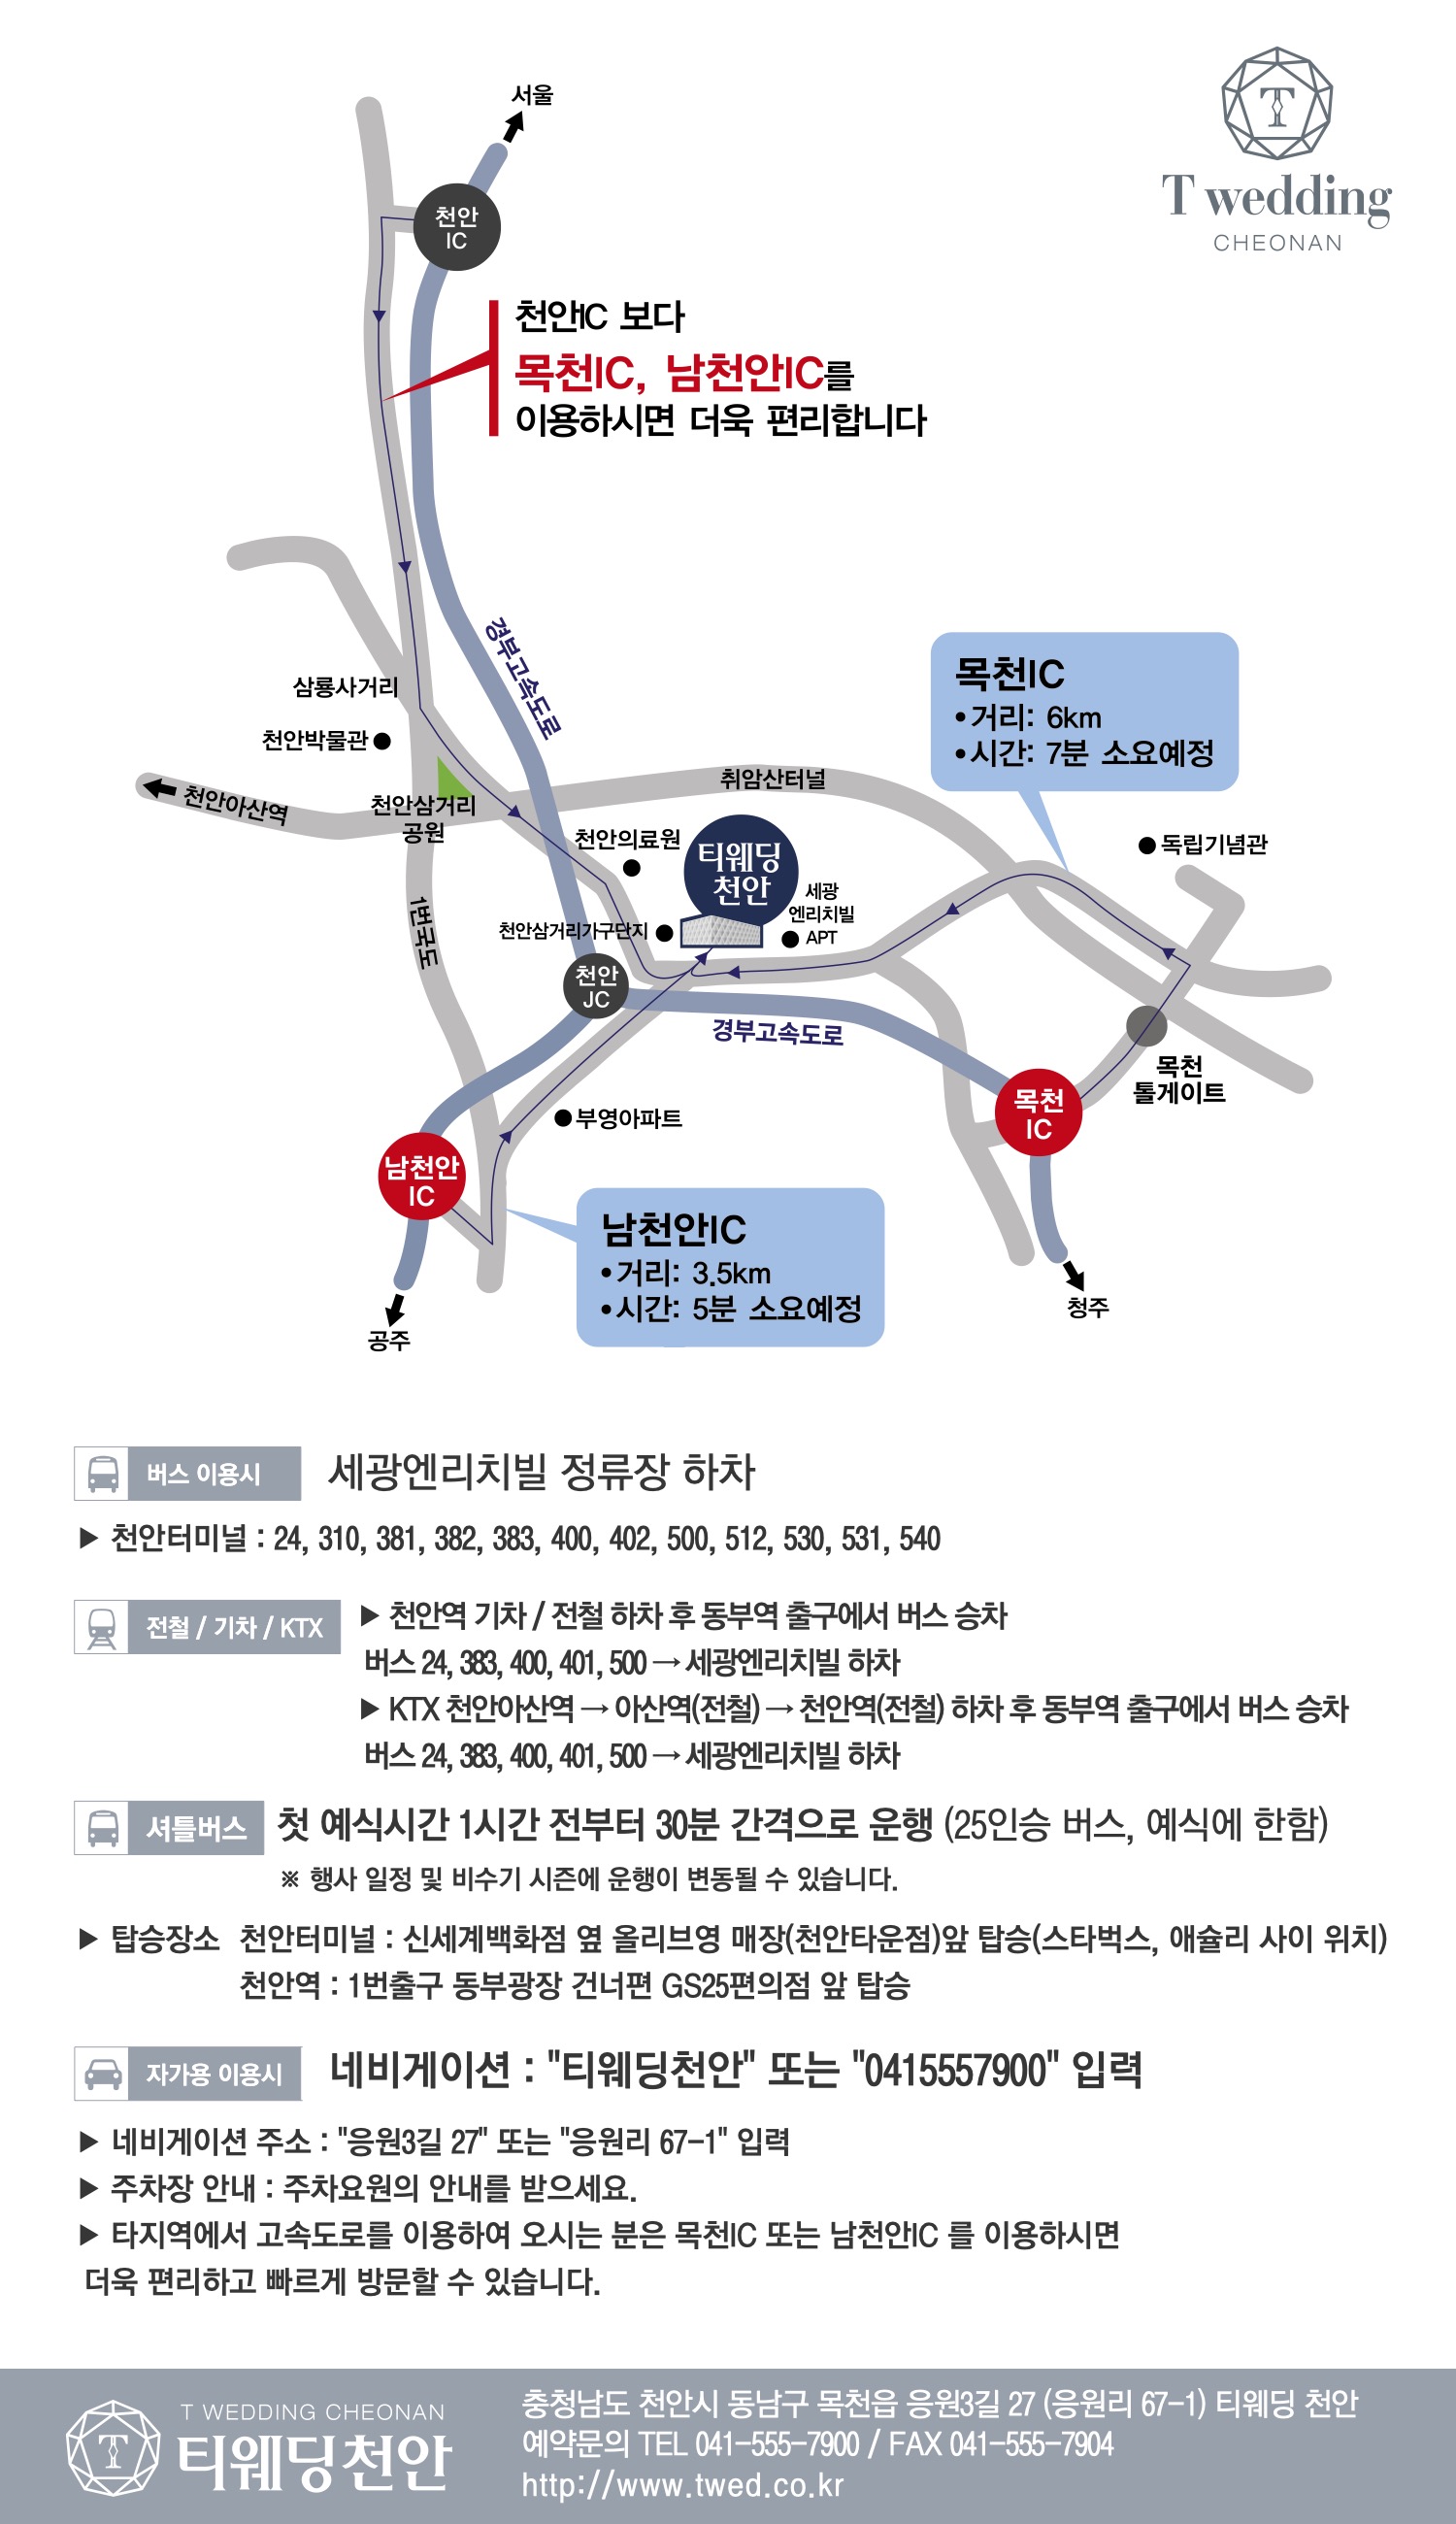 서울
T
T wedding
CHEONAN
천안
IC
천안IC 보다
목천IC, 남천안IC를
이용하시면 더욱 편리합니다
경부고속도로
삼룡사거리
천안박물관
천안아산역
천안삼거리
공원
취암산터널
목천IC
•거리: 6km
•시간: 7분 소요예정
독립기념관
천안의료원
티웨딩
천안
세광
엔리치빌
APT
천안삼거리가구단지
1번국도
천안
JC
경부고속도로
목천
톨게이트
목천
IC
부영아파트
남천안
IC
남천안IC
•거리: 3.5km
•시간: 5분 소요예정
청주
공주
버스 이용시 세광엔리치빌 정류장 하차
▶ 천안터미널 : 24, 310, 381, 382, 383, 400, 402, 500, 512, 530, 531, 540
전철 / 기차 / KTX ▶ 천안역 기차 / 전철 하차 후 동부역 출구에서 버스 승차
버스 24, 383, 400, 401, 500 → 세광엔리치빌 하차
▶ KTX 천안아산역 → 아산역(전철) → 천안역(전철) 하차 후 동부역 출구에서 버스 승차
버스 24, 383, 400, 401, 500 → 세광엔리치빌 하차
셔틀버스 첫 예식시간 1시간 전부터 30분 간격으로 운행 (25인승 버스, 예식에 한함)
※ 행사 일정 및 비수기 시즌에 운행이 변동될 수 있습니다.
▶ 탑승장소 천안터미널 : 신세계백화점 옆 올리브영 매장(천안타운점)앞 탑승(스타벅스, 애슐리 사이 위치)
천안역 : 1번출구 동부광장 건너편 GS25편의점 앞 탑승
자가용 이용시 네비게이션 : "티웨딩천안" 또는 "0415557900" 입력
▶ 네비게이션 주소 : "응원3길 27" 또는 "응원리 67-1" 입력
▶ 주차장 안내 : 주차요원의 안내를 받으세요.
▶ 타지역에서 고속도로를 이용하여 오시는 분은 목천IC 또는 남천안IC 를 이용하시면
더욱 편리하고 빠르게 방문할 수 있습니다.
T
T WEDDING CHEONAN
티웨딩천안
충청남도 천안시 동남구 목천읍 응원3길 27 (응원리 67-1) 티웨딩 천안
예약문의 TEL 041-555-7900 / FAX 041-555-7904
http://www.twed.co.kr